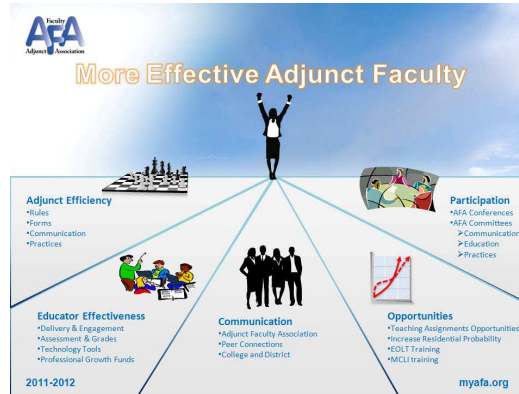 Faculty
AFA
Adjunct Association
More Effective Adjunct Faculty
Adjunct Efficiency
•Rules
•Forms
•Communication
•Practices
Participation
•AFA Conferences
•AFA Committees
➢Communication
➢Education
➢Practices
Educator Effectiveness
•Delivery & Engagement
•Assessment & Grades
•Technology Tools
•Professional Growth Funds
Communication
•Adjunct Faculty Association
•Peer Connections
•College and District
Opportunities
•Teaching Assignments Opportunities
•Increase Residential Probability
•EOLT Training
•MCLI training
2011-2012
myafa.org